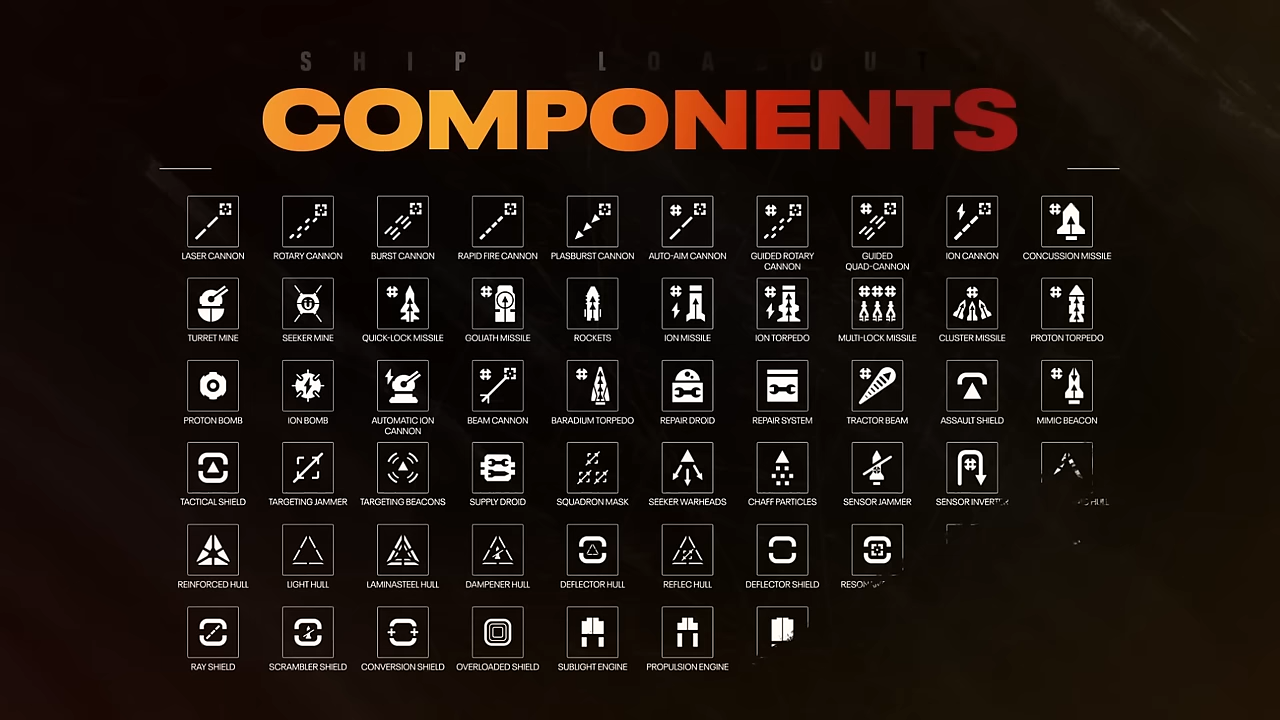 SHIP LOADOUT
COMPONENTS
LASER CANNON
ROTARY CANNON
BURST CANNON
RAPID FIRE CANNON
PLASBURST CANNON
AUTO-AIM CANNON
GUIDED ROTARY
CANNON
GUIDED
QUAD-CANNON
ION CANNON
CONCUSSION MISSILE
TURRET MINE
SEEKER MINE
QUICK-LOCK MISSILE
GOLIATH MISSILE
ROCKETS
ION MISSILE
ION TORPEDO
MULTI-LOCK MISSILE
CLUSTER MISSILE
PROTON TORPEDO
PROTON BOMB
ION BOMB
AUTOMATIC ION
CANNON
BEAM CANNON
BARADIUM TORPEDO
REPAIR DROID
REPAIR SYSTEM
TRACTOR BEAM
ASSAULT SHIELD
MIMIC BEACON
TACTICAL SHIELD
TARGETING JAMMER
TARGETING BEACONS
SUPPLY DROID
SQUADRON MASK
SEEKER WARHEADS
CHAFF PARTICLES
SENSOR JAMMER
SENSOR
HULL
REINFORCED HULL
LIGHT HULL
LAMINASTEEL HULL
DAMPENER HULL
DEFLECTOR HULL
REFLEC HULL
DEFLECTOR SHIELD
RAY SHIELD
SCRAMBLER SHIELD
CONVERSION SHIELD
OVERLOADED SHIELD
SUBLIGHT ENGINE
PROPULSION ENGINE